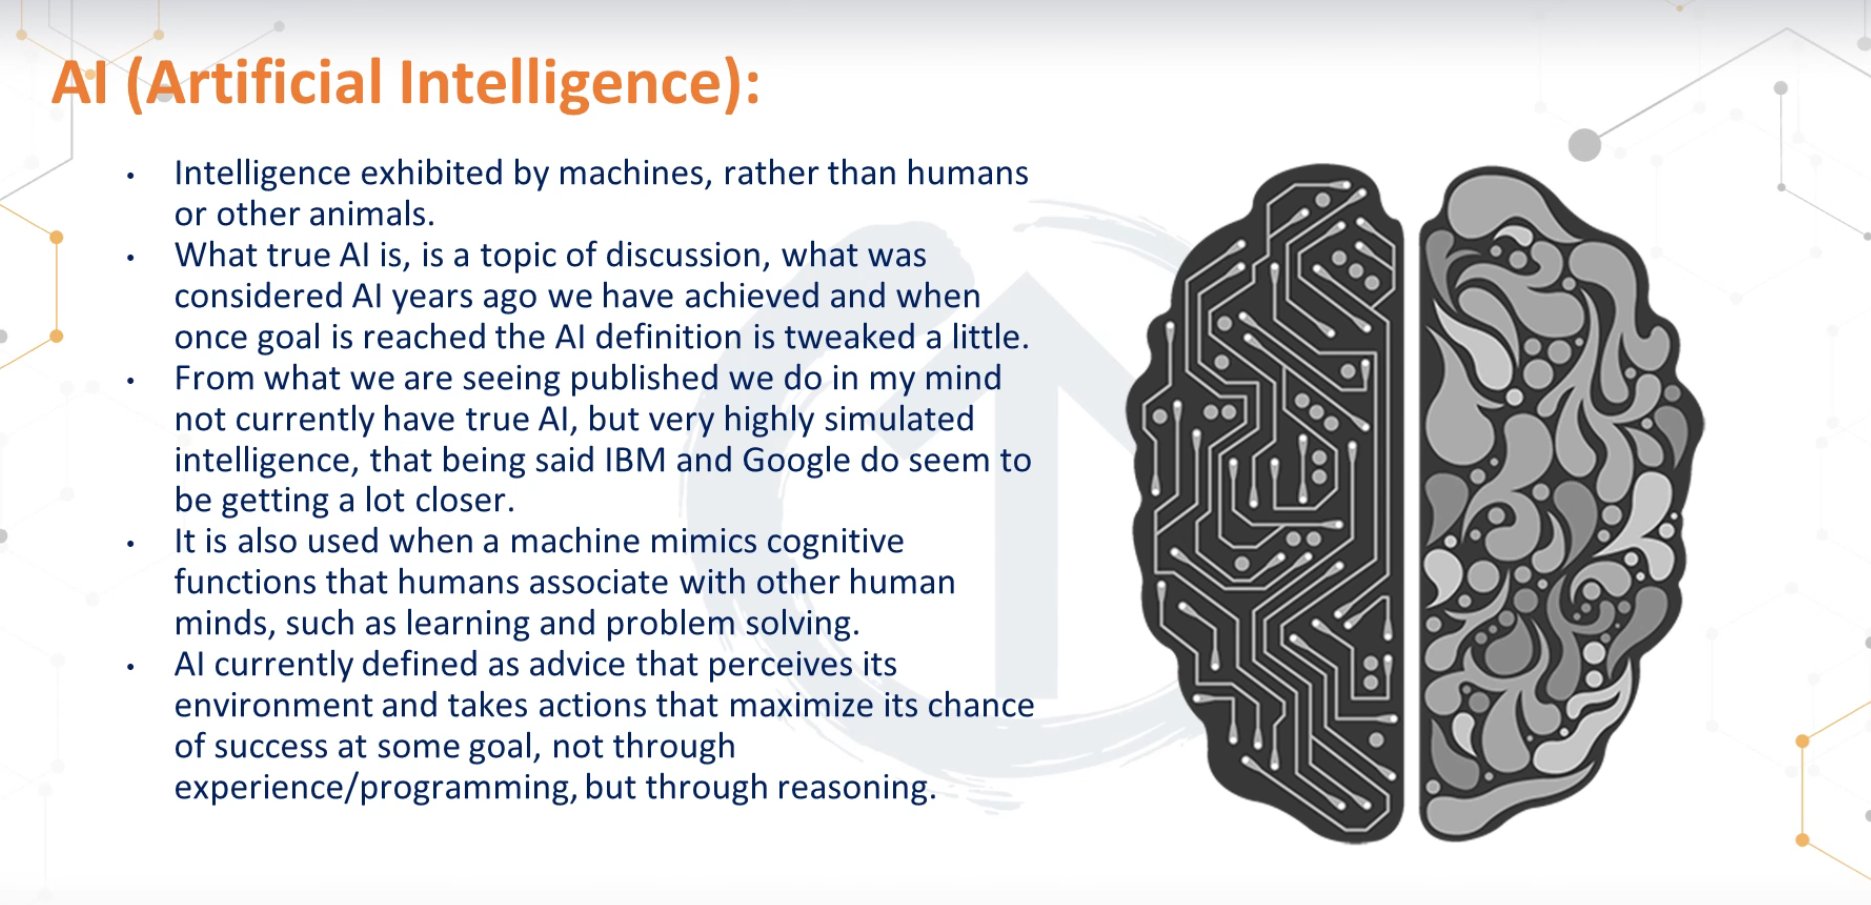 AI (Artificial Intelligence):
• Intelligence exhibited by machines, rather than humans
or other animals.
• What true AI is, is a topic of discussion, what was
considered AI years ago we have achieved and when
once goal is reached the AI definition is tweaked a little.
• From what we are seeing published we do in my mind
not currently have true AI, but very highly simulated
intelligence, that being said IBM and Google do seem to
be getting a lot closer.
• It is also used when a machine mimics cognitive
functions that humans associate with other human
minds, such as learning and problem solving.
• AI currently defined as advice that perceives its
environment and takes actions that maximize its chance
of success at some goal, not through
experience/programming, but through reasoning.